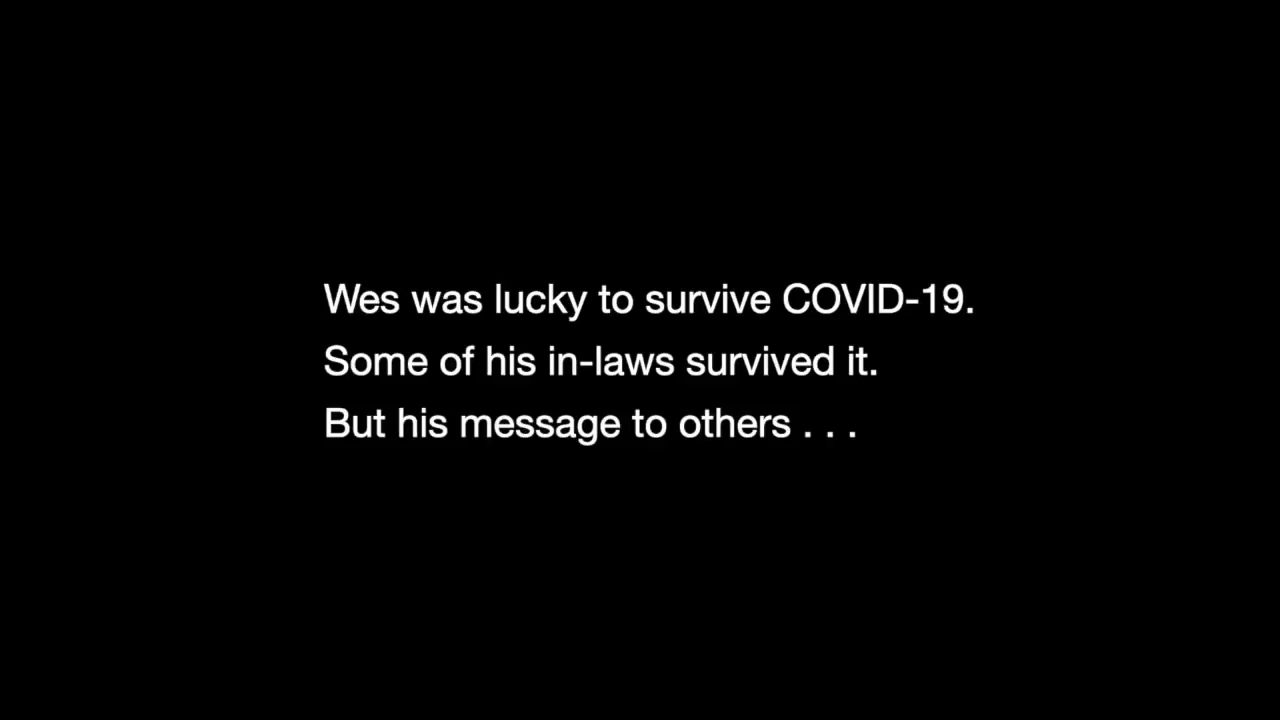 Wes was lucky to survive COVID-19.
Some of his in-laws survived it.
But his message to others . . .